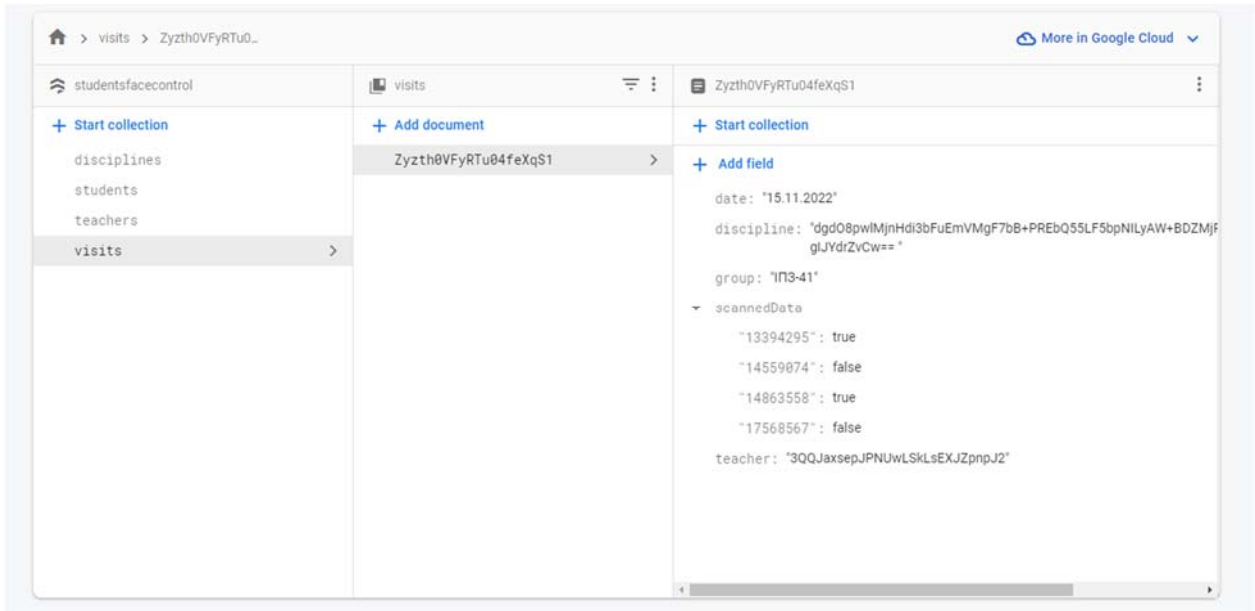 visits > Zyzth0VFyRTu0…
More in Google Cloud
studentsfacecontrol
visits
Zyzth0VFyRTu04feXqS1
+ Start collection
+ Add document
+ Start collection
disciplines
students
teachers
visits
Zyzth0VFyRTu04feXqS1
+ Add field
date: "15.11.2022"
discipline: "dgdO8pwlMjnHdi3bFuEmVMgF7bB+PREbQ55LF5bpNILyAW+BDZMjF
gIJYdrZvCw== "
group: "ІПЗ-41"
scannedData
"13394295": true
"14559074": false
"14863558": true
"17568567": false
teacher: "3QQJaxsepJPNUwLSkLsEXJZpnpJ2"